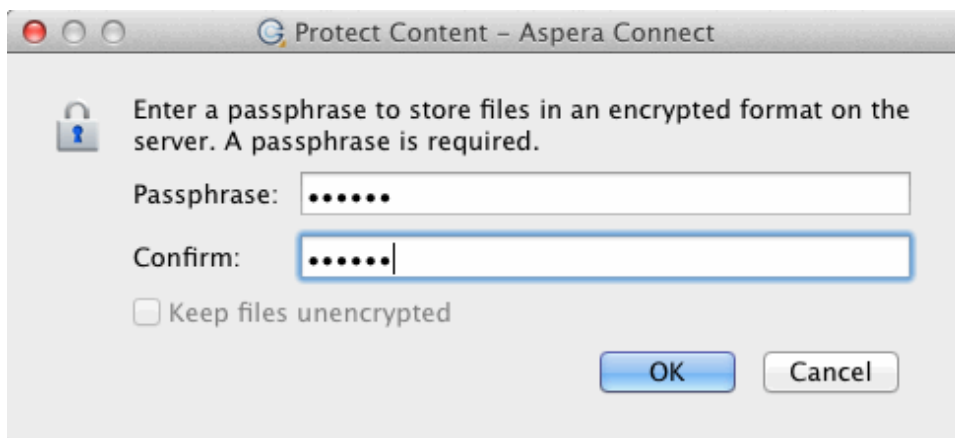 Protect Content – Aspera Connect
Enter a passphrase to store files in an encrypted format on the
server. A passphrase is required.
Passphrase: ••••••
Confirm: ••••••
Keep files unencrypted
OK Cancel